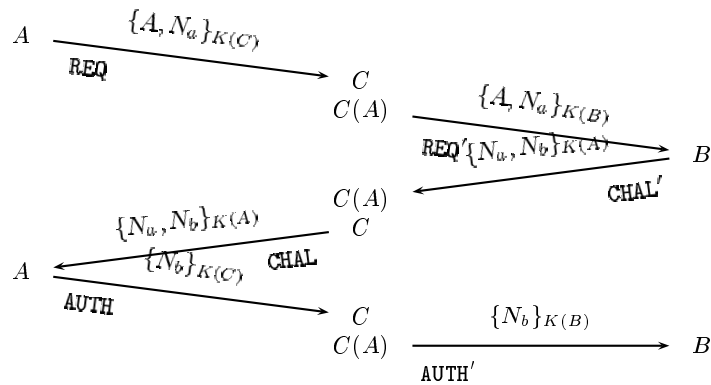 A
{A, N_a}_{K(C)}
REQ
C
C(A)
{A, N_a}_{K(B)}
REQ′
B
{N_a, N_b}_{K(A)}
CHAL′
C(A)
C
{N_a, N_b}_{K(A)}
CHAL
A
{N_b}_{K(C)}
AUTH
C
C(A)
{N_b}_{K(B)}
AUTH′
B